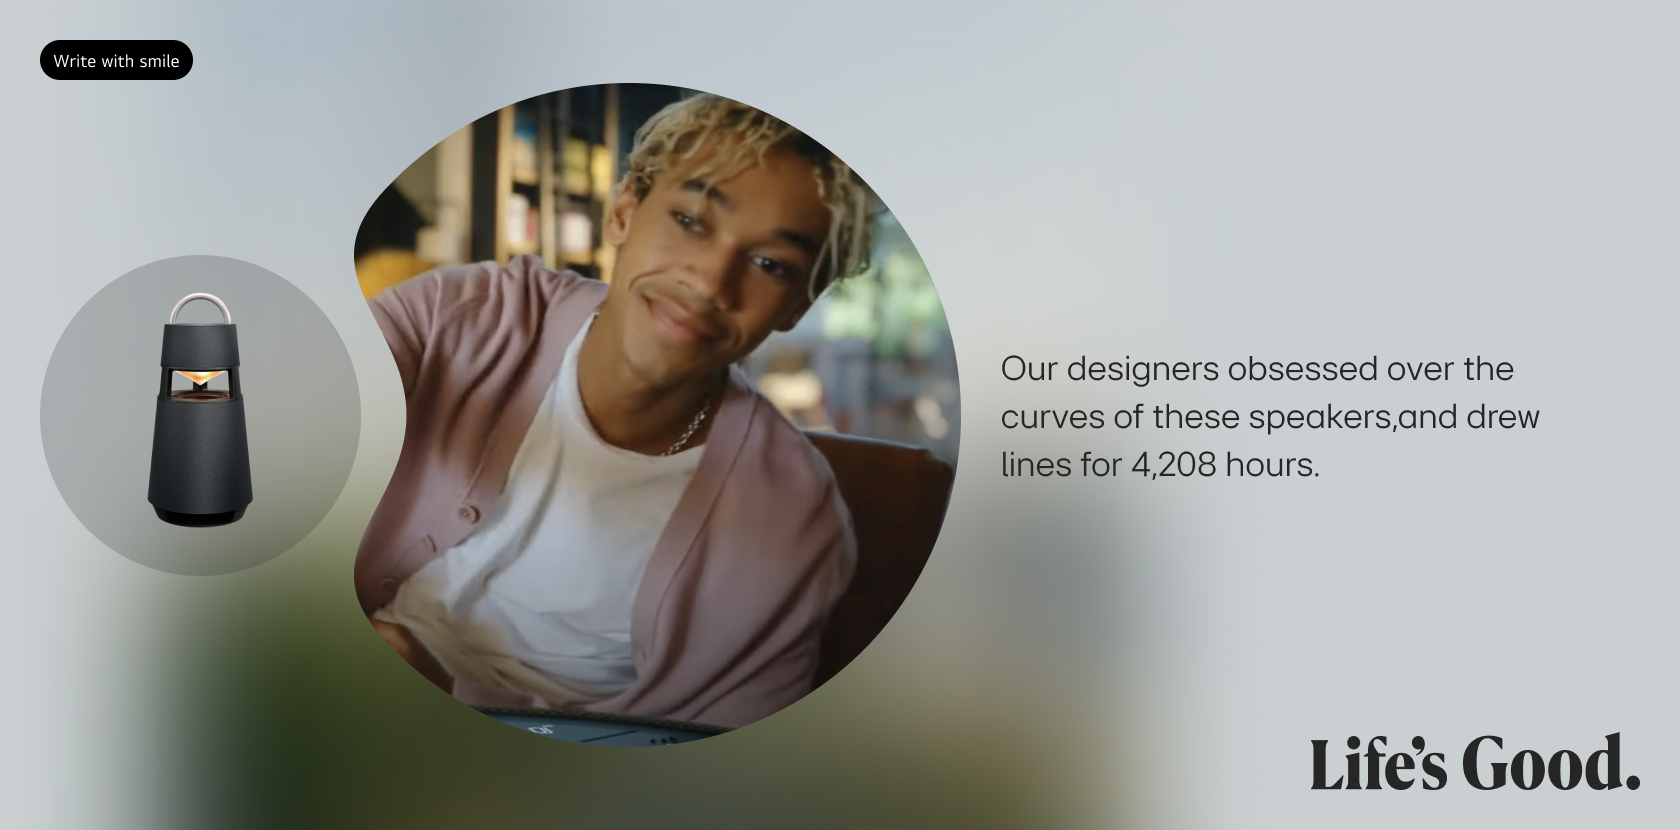 Write with smile
Our designers obsessed over the
curves of these speakers,and drew
lines for 4,208 hours.
Life's Good.